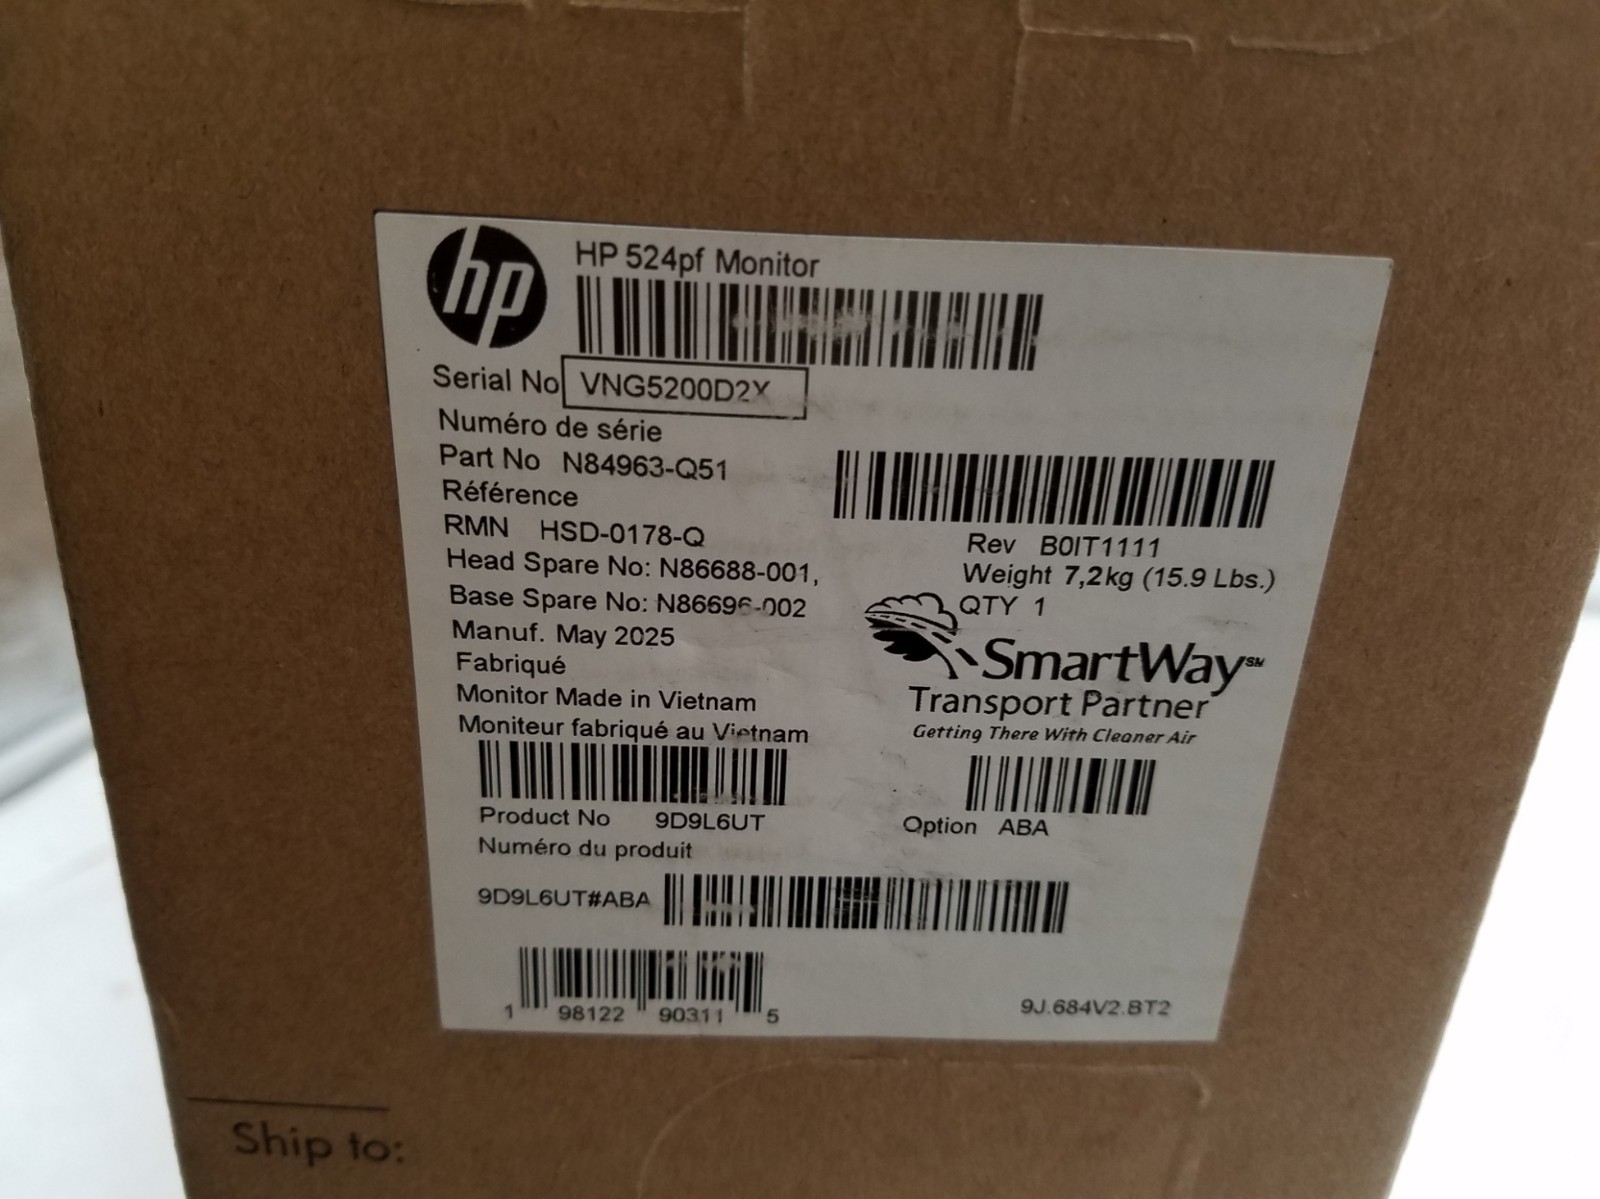 hp
HP 524pf Monitor
Serial No VNG5200D2X
Numéro de série
Part No N84963-Q51
Référence
RMN HSD-0178-Q
Rev B0IT1111
Head Spare No: N86688-001,
Weight 7,2kg (15.9 Lbs.)
Base Spare No: N86696-002
QTY 1
Manuf. May 2025
Fabriqué
SmartWay℠
Transport Partner
Getting There With Cleaner Air
Monitor Made in Vietnam
Moniteur fabriqué au Vietnam
Product No 9D9L6UT
Option ABA
Numéro du produit
9D9L6UT#ABA
1 98122 90311 5
9J.684V2.BT2
Ship to: